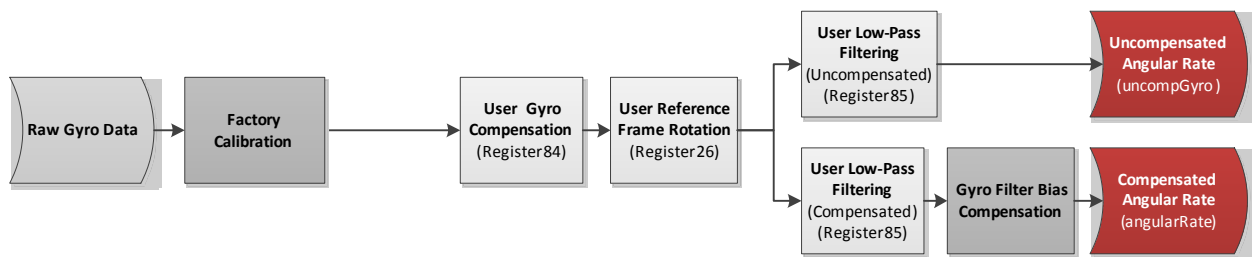 Raw Gyro Data
Factory
Calibration
User Gyro
Compensation
(Register84)
User Reference
Frame Rotation
(Register26)
User Low-Pass
Filtering
(Uncompensated)
(Register85)
Uncompensated
Angular Rate
(uncompGyro )
User Low-Pass
Filtering
(Compensated)
(Register85)
Gyro Filter Bias
Compensation
Compensated
Angular Rate
(angularRate)